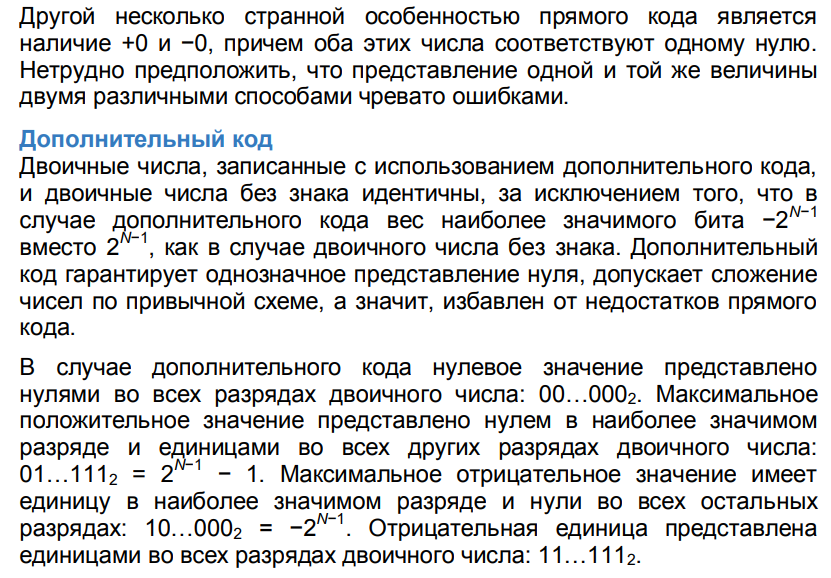 Другой несколько странной особенностью прямого кода является
наличие +0 и −0, причем оба этих числа соответствуют одному нулю.
Нетрудно предположить, что представление одной и той же величины
двумя различными способами чревато ошибками.
Дополнительный код
Двоичные числа, записанные с использованием дополнительного кода,
и двоичные числа без знака идентичны, за исключением того, что в
случае дополнительного кода вес наиболее значимого бита −2^{N−1}
вместо 2^{N−1}, как в случае двоичного числа без знака. Дополнительный
код гарантирует однозначное представление нуля, допускает сложение
чисел по привычной схеме, а значит, избавлен от недостатков прямого
кода.
В случае дополнительного кода нулевое значение представлено
нулями во всех разрядах двоичного числа: 00…000₂. Максимальное
положительное значение представлено нулем в наиболее значимом
разряде и единицами во всех других разрядах двоичного числа:
01…111₂ = 2^{N−1} − 1. Максимальное отрицательное значение имеет
единицу в наиболее значимом разряде и нули во всех остальных
разрядах: 10…000₂ = −2^{N−1}. Отрицательная единица представлена
единицами во всех разрядах двоичного числа: 11…111₂.